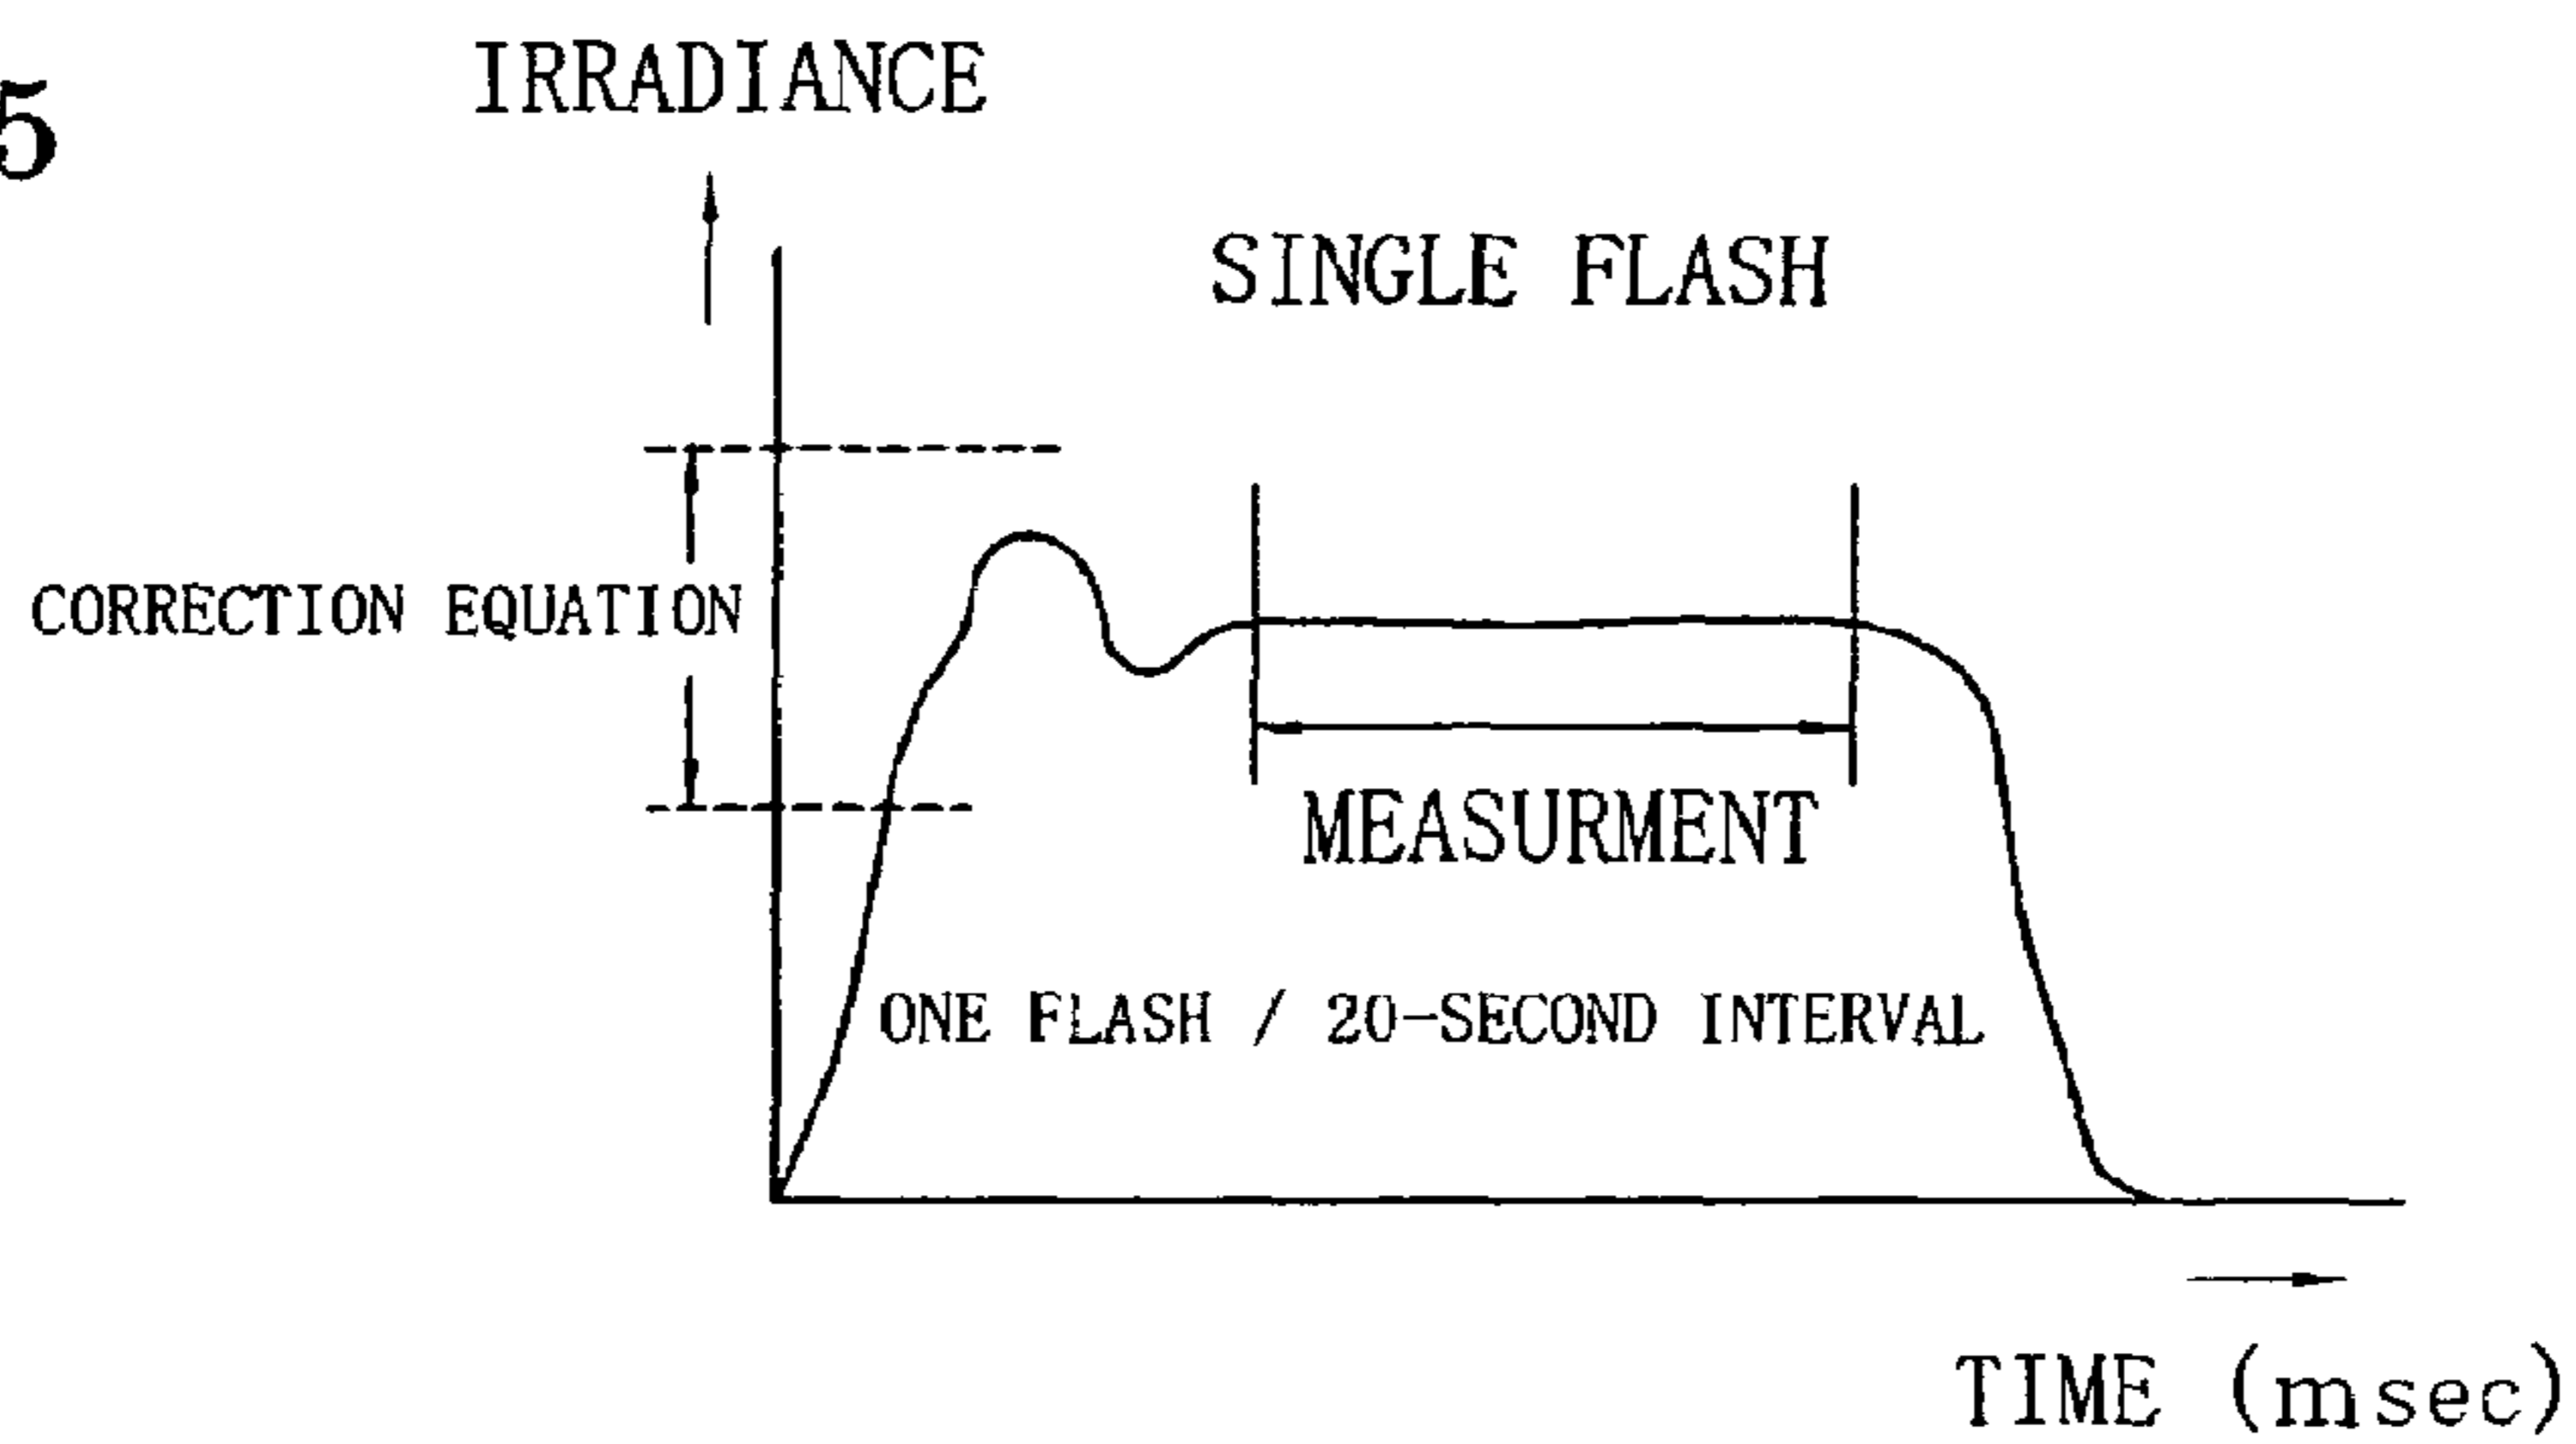 5
IRRADIANCE
SINGLE FLASH
CORRECTION EQUATION
MEASURMENT
ONE FLASH / 20-SECOND INTERVAL
TIME (msec)